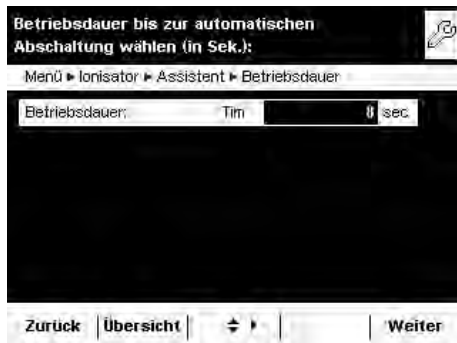 Betriebsdauer bis zur automatischen
Abschaltung wählen (in Sek.):
Menü ▸ Ionisator ▸ Assistent ▸ Betriebsdauer
Betriebsdauer: Tim 8 sec
Zurück Übersicht Weiter